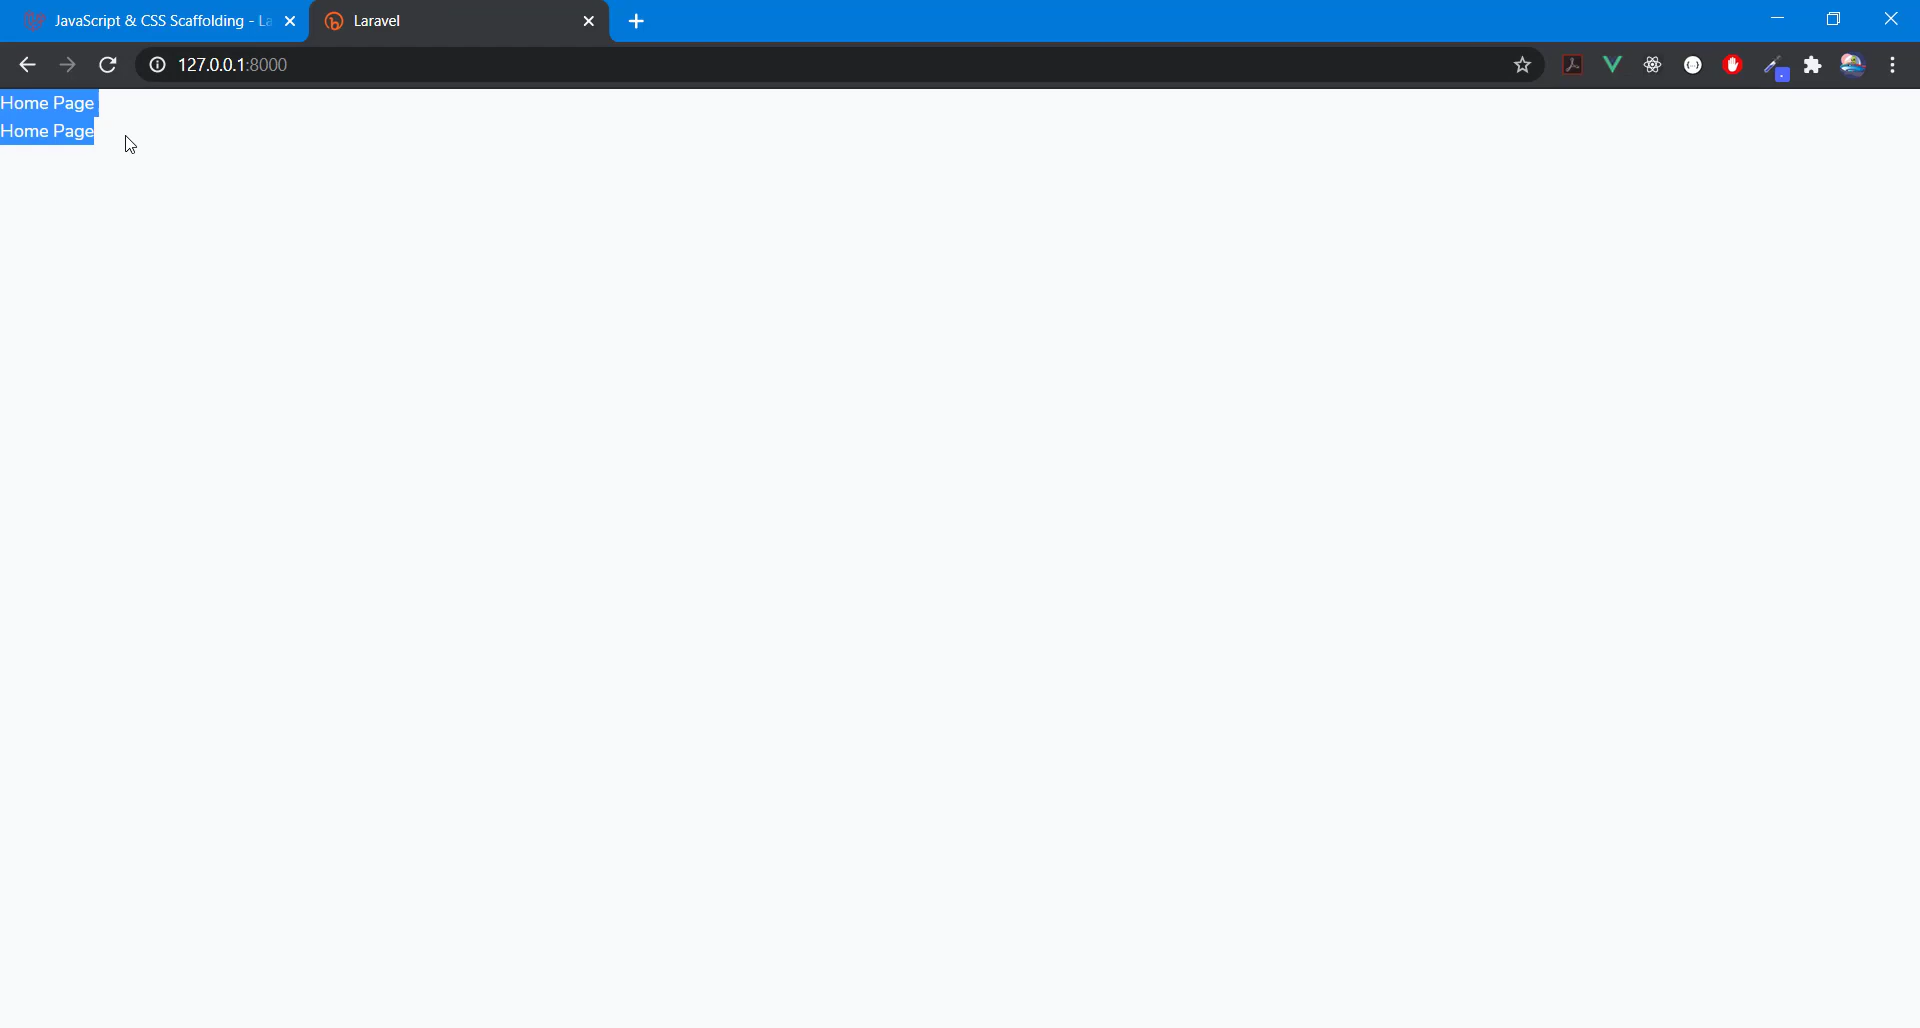 JavaScript & CSS Scaffolding - La
Laravel
127.0.0.1:8000
Home Page
Home Page